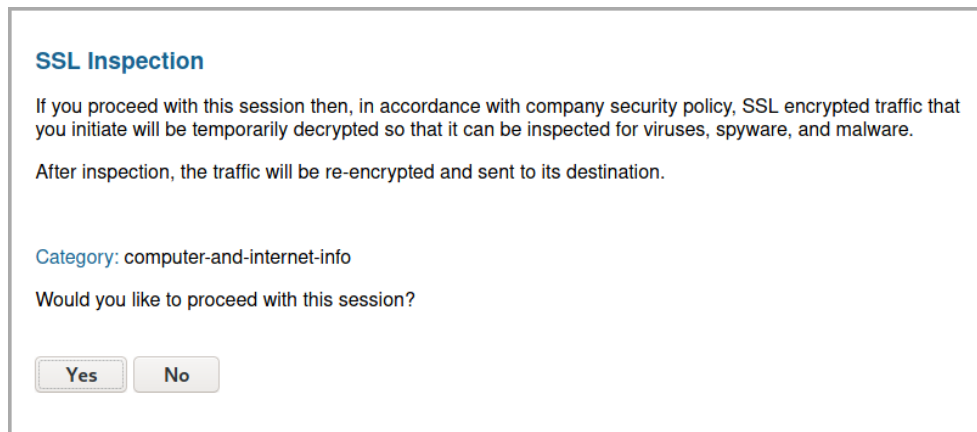 SSL Inspection
If you proceed with this session then, in accordance with company security policy, SSL encrypted traffic that
you initiate will be temporarily decrypted so that it can be inspected for viruses, spyware, and malware.
After inspection, the traffic will be re-encrypted and sent to its destination.
Category: computer-and-internet-info
Would you like to proceed with this session?
Yes No